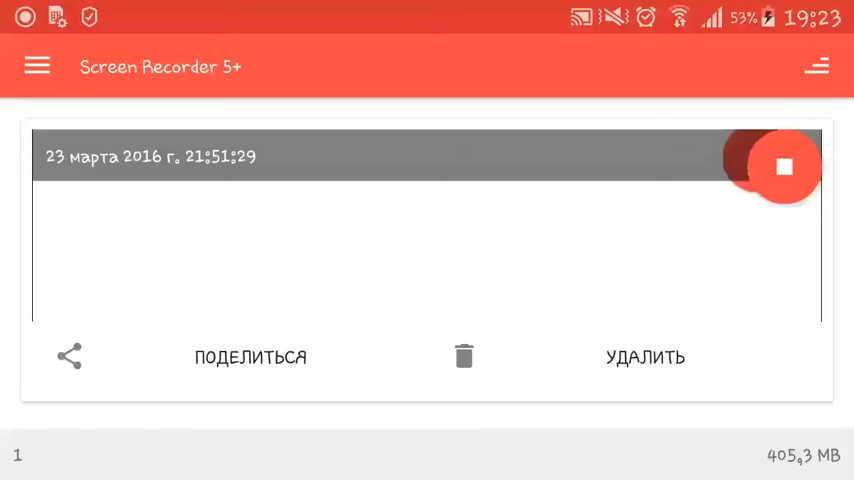 53% 19:23
Screen Recorder 5+
23 марта 2016 г. 21:51:29
ПОДЕЛИТЬСЯ УДАЛИТЬ
1 405,3 MB